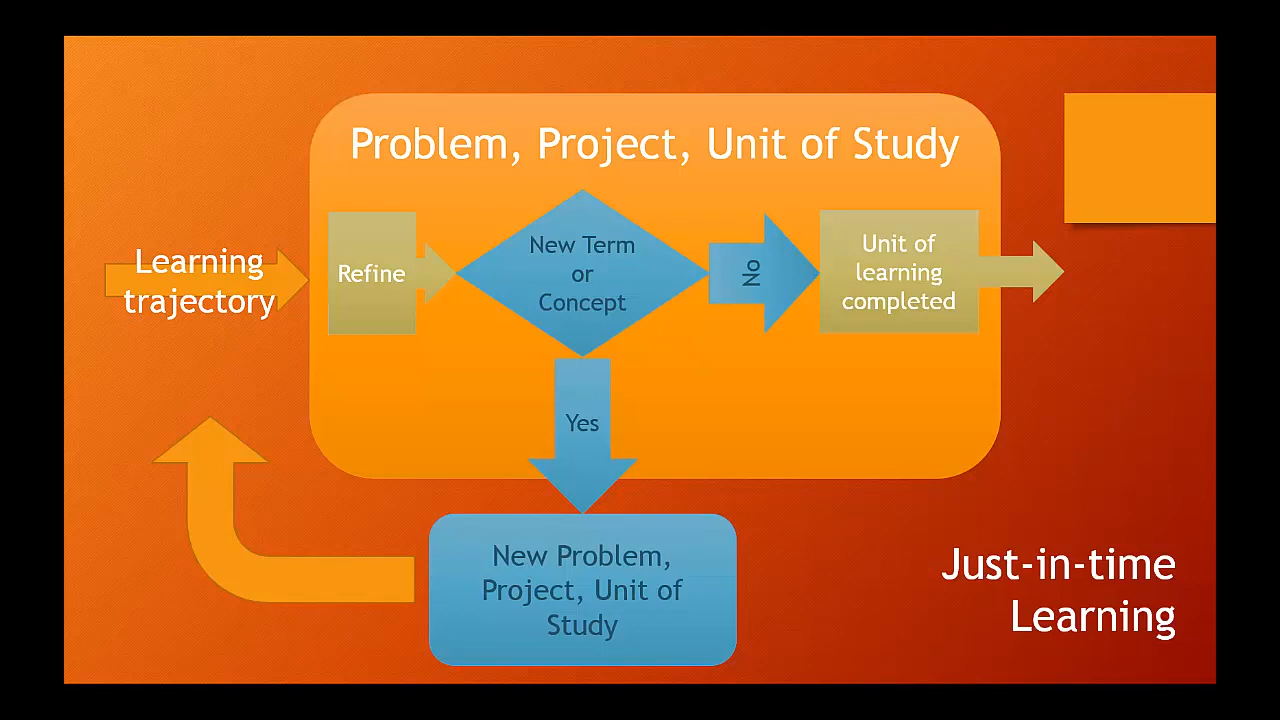 Problem, Project, Unit of Study
Learning
trajectory
Refine
New Term
or
Concept
No
Unit of
learning
completed
Yes
New Problem,
Project, Unit of
Study
Just-in-time
Learning